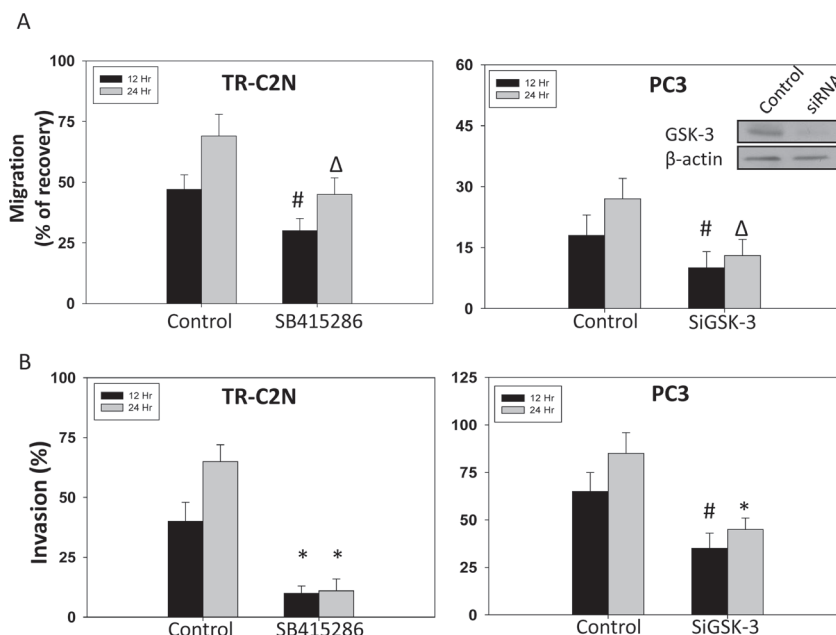 A
TR-C2N
12 Hr
24 Hr
Migration
(% of recovery)
100
75
50
25
0
#
Δ
Control
SB415286
PC3
12 Hr
24 Hr
60
45
30
15
0
Control
siRNA
GSK-3
β-actin
#
Δ
Control
SiGSK-3
B
TR-C2N
12 Hr
24 Hr
Invasion (%)
100
75
50
25
0
*
*
Control
SB415286
PC3
12 Hr
24 Hr
125
100
75
50
25
0
#
*
Control
SiGSK-3